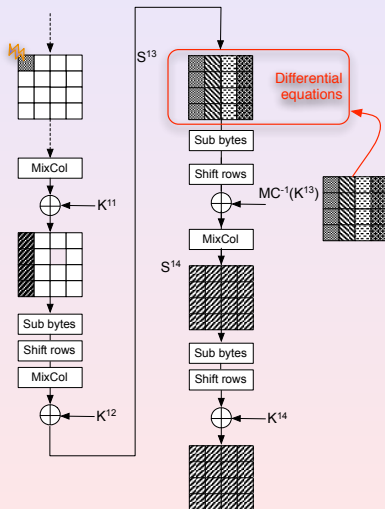 MixCol
K11
Sub bytes
Shift rows
MixCol
K12
S13
Differential
equations
Sub bytes
Shift rows
MC-1(K13)
MixCol
S14
Sub bytes
Shift rows
K14